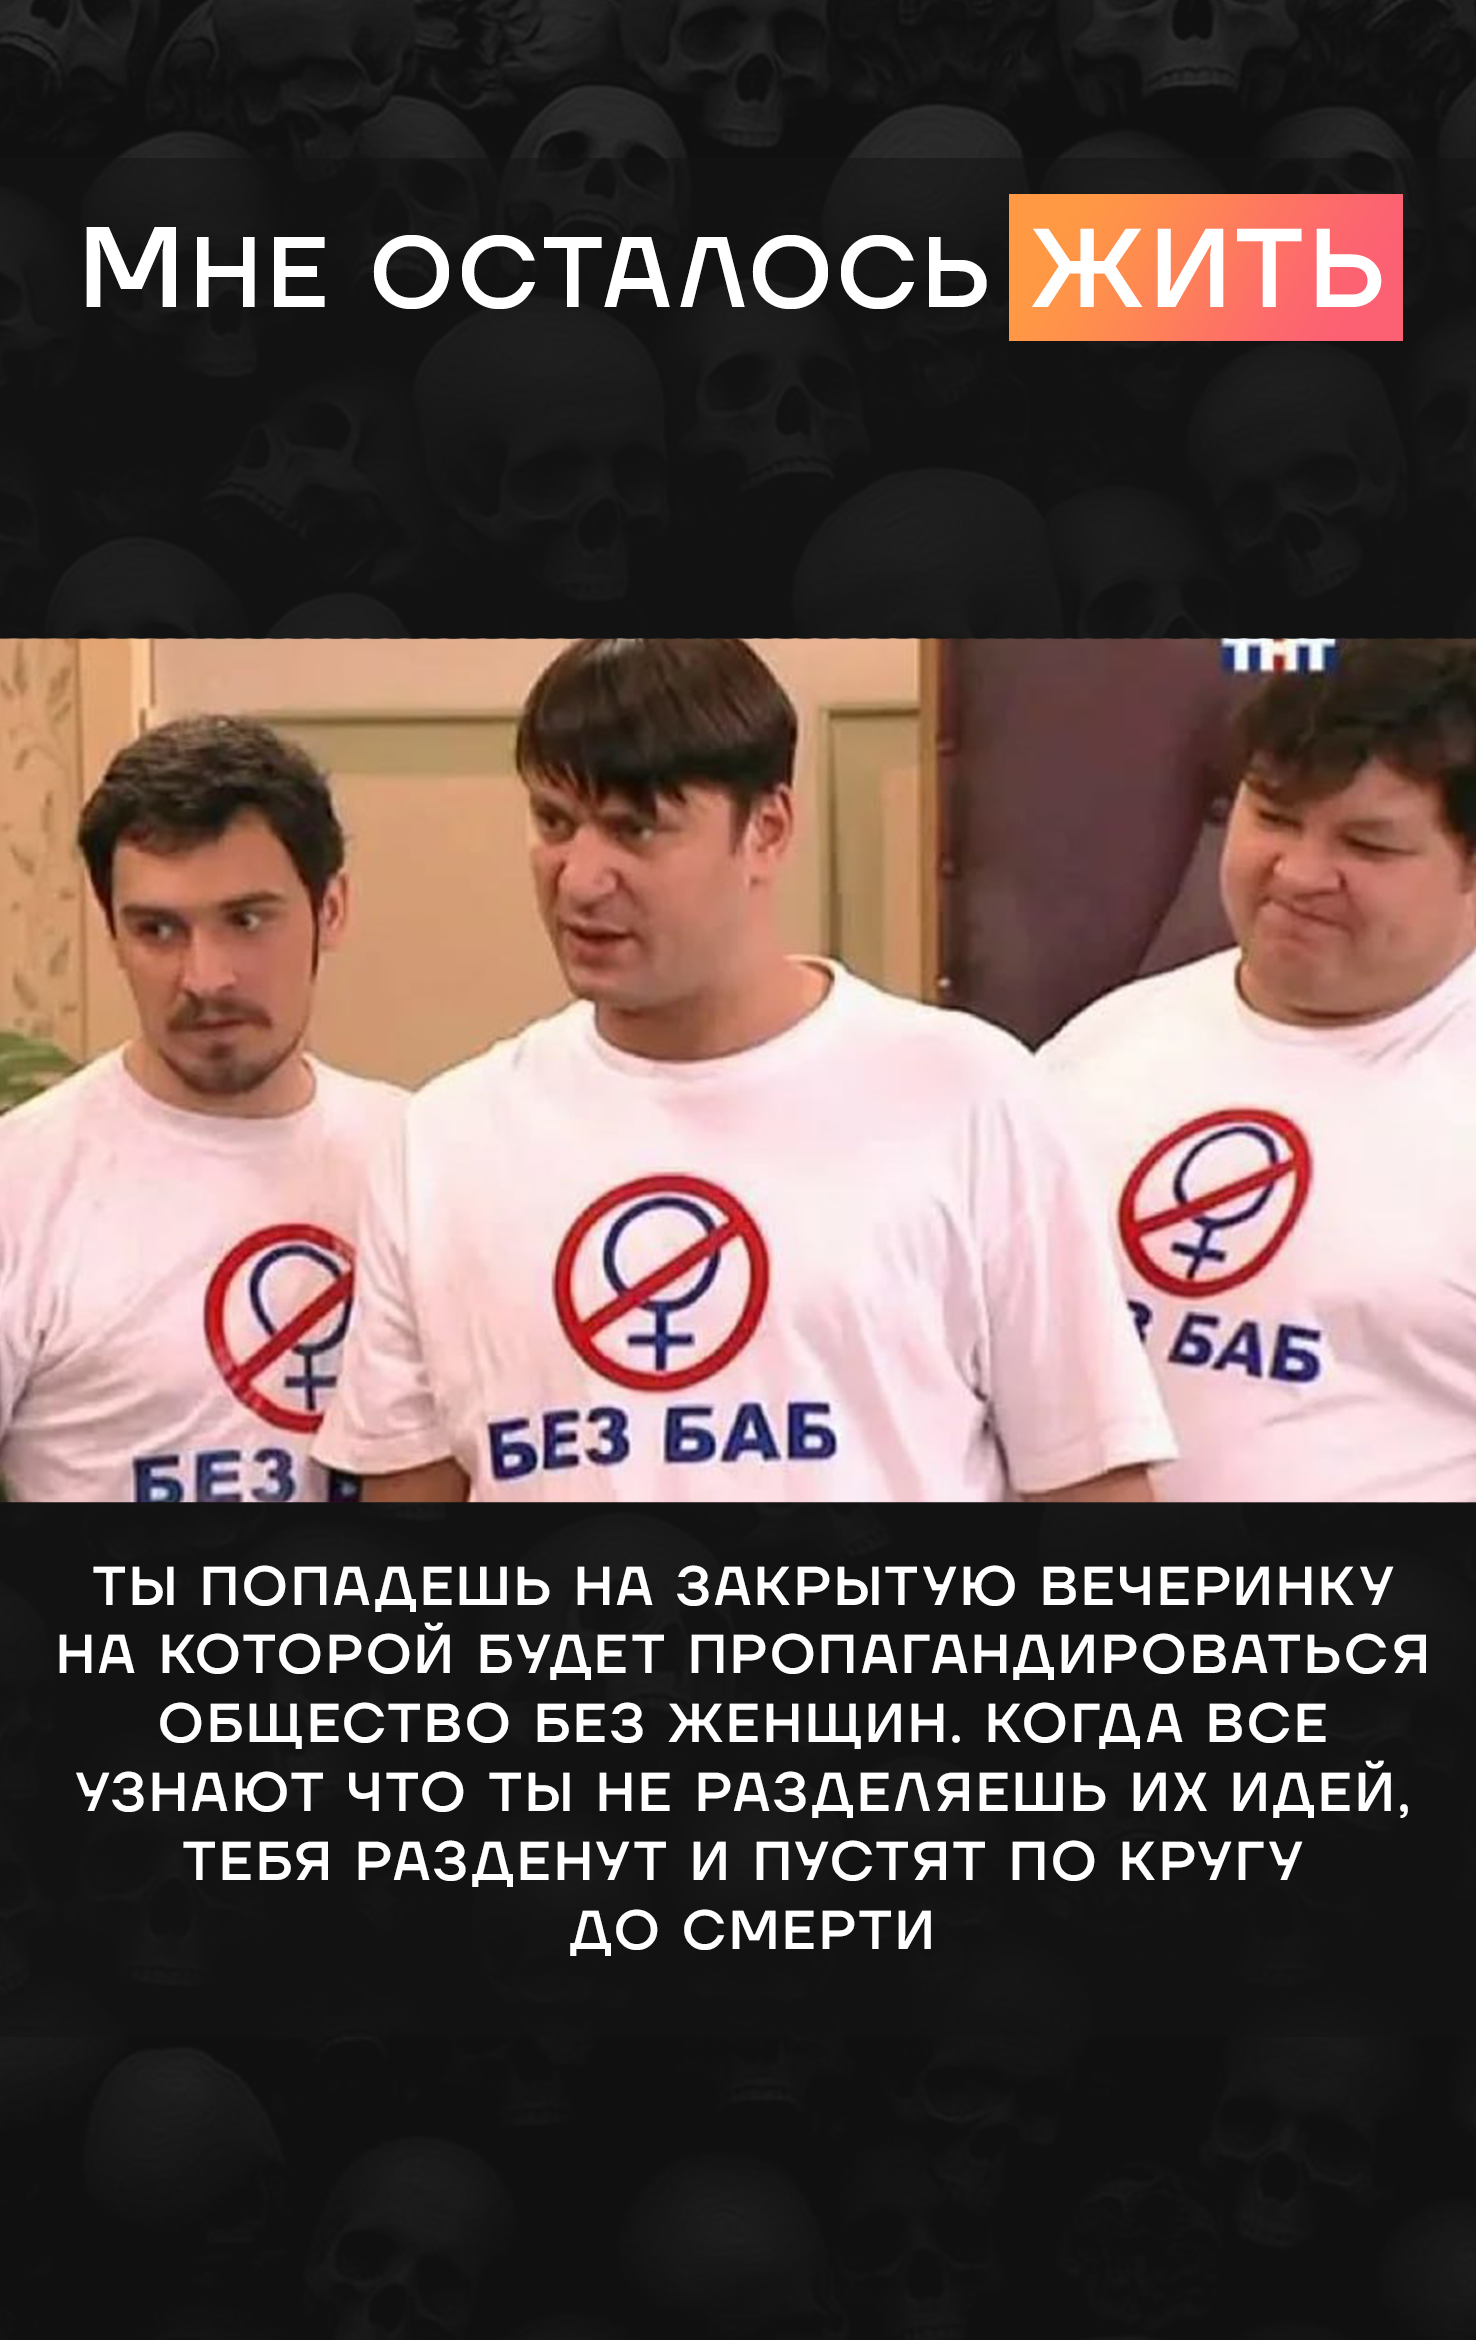 Мне осталось жить
ТНТ
БЕЗ БАБ
БАБ
БЕЗ
ТЫ ПОПАДЕШЬ НА ЗАКРЫТУЮ ВЕЧЕРИНКУ
НА КОТОРОЙ БУДЕТ ПРОПАГАНДИРОВАТЬСЯ
ОБЩЕСТВО БЕЗ ЖЕНЩИН. КОГДА ВСЕ
УЗНАЮТ ЧТО ТЫ НЕ РАЗДЕЛЯЕШЬ ИХ ИДЕЙ,
ТЕБЯ РАЗДЕНУТ И ПУСТЯТ ПО КРУГУ
ДО СМЕРТИ